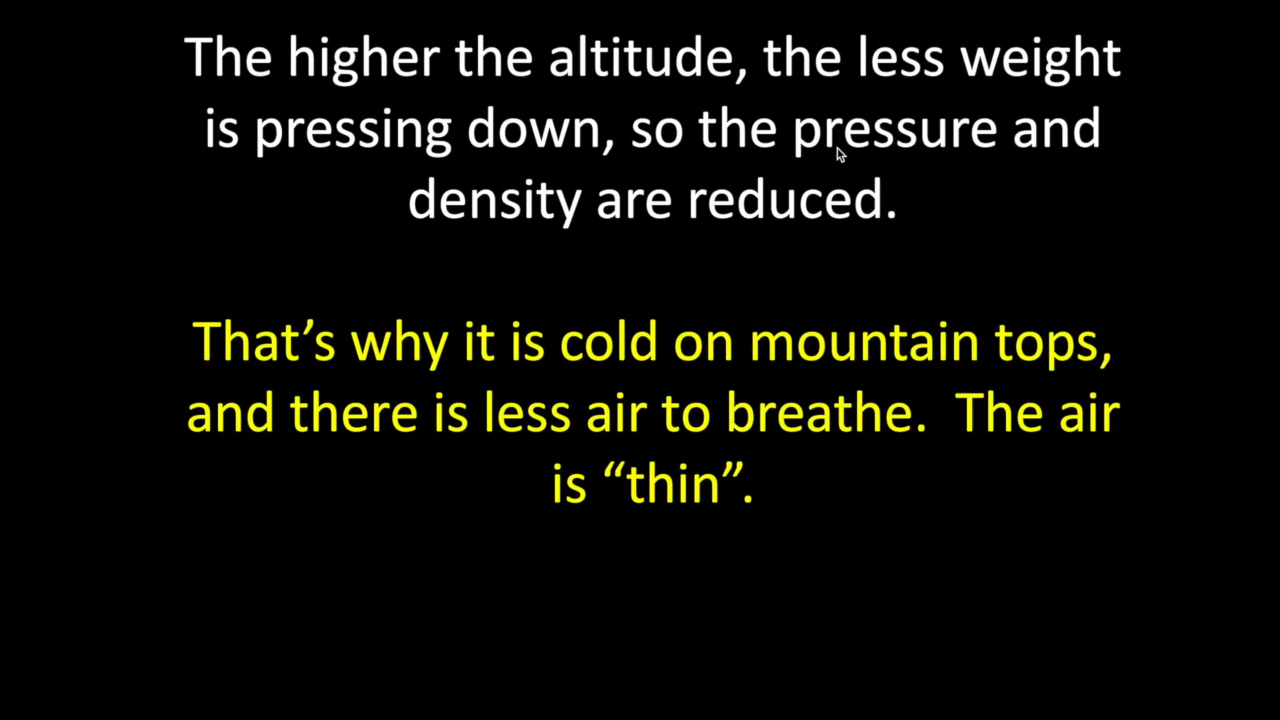 The higher the altitude, the less weight
is pressing down, so the pressure and
density are reduced.
That’s why it is cold on mountain tops,
and there is less air to breathe.  The air
is “thin”.